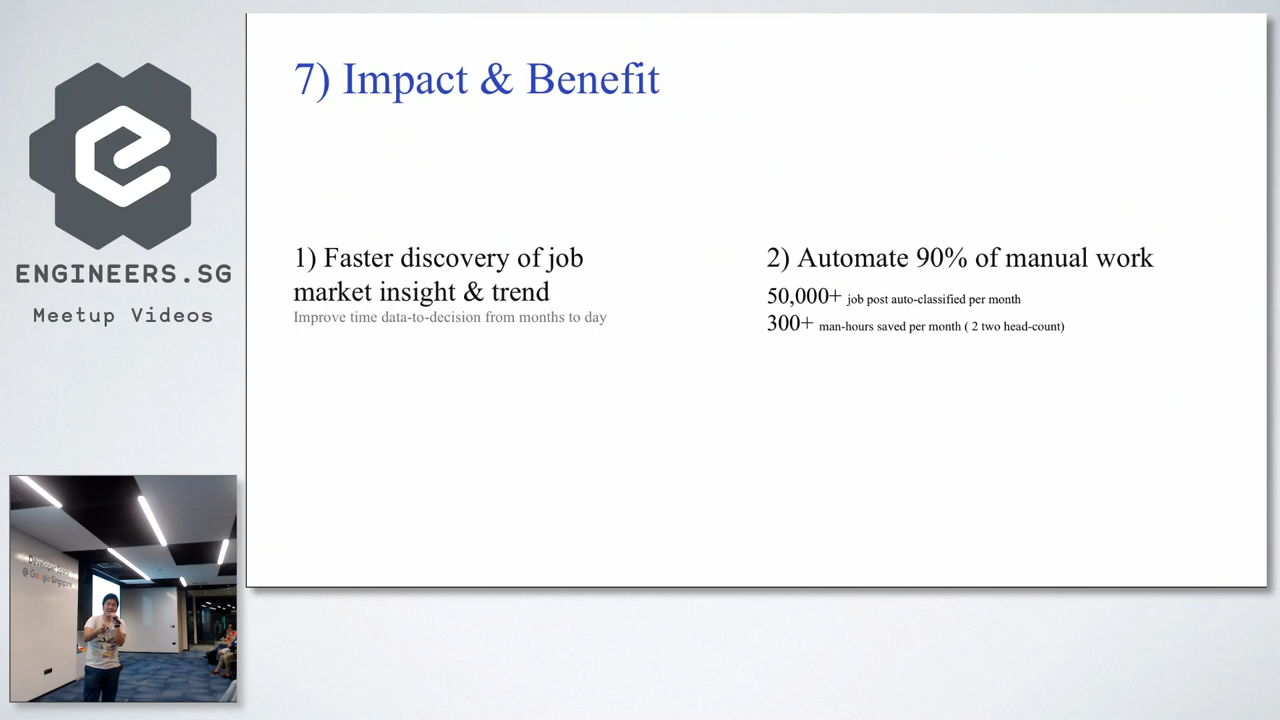 ENGINEERS.SG
Meetup Videos
7) Impact & Benefit
1) Faster discovery of job
market insight & trend
Improve time data-to-decision from months to day
2) Automate 90% of manual work
50,000+ job post auto-classified per month
300+ man-hours saved per month ( 2 two head-count)
@ Google Singapore